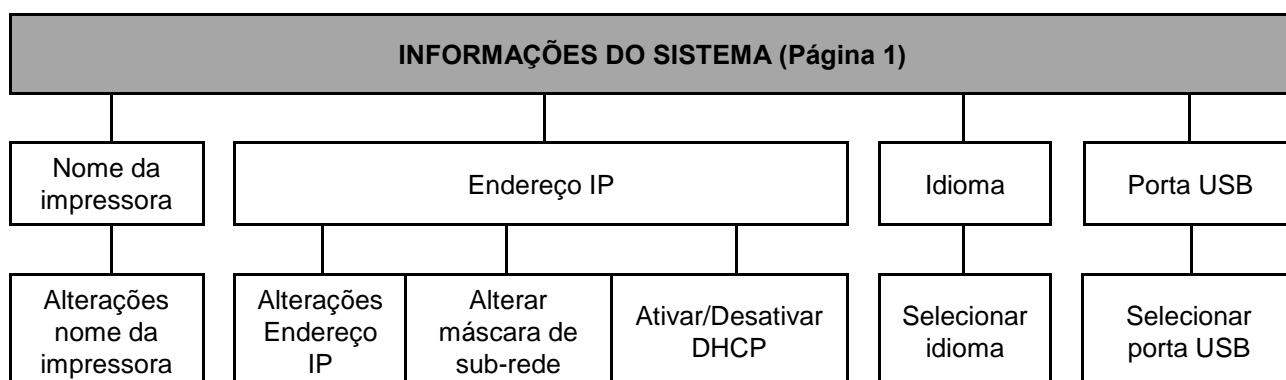 INFORMAÇÕES DO SISTEMA (Página 1)
Nome da
impressora
Endereço IP
Idioma
Porta USB
Alterações
nome da
impressora
Alterações
Endereço
IP
Alterar
máscara de
sub-rede
Ativar/Desativar
DHCP
Selecionar
idioma
Selecionar
porta USB